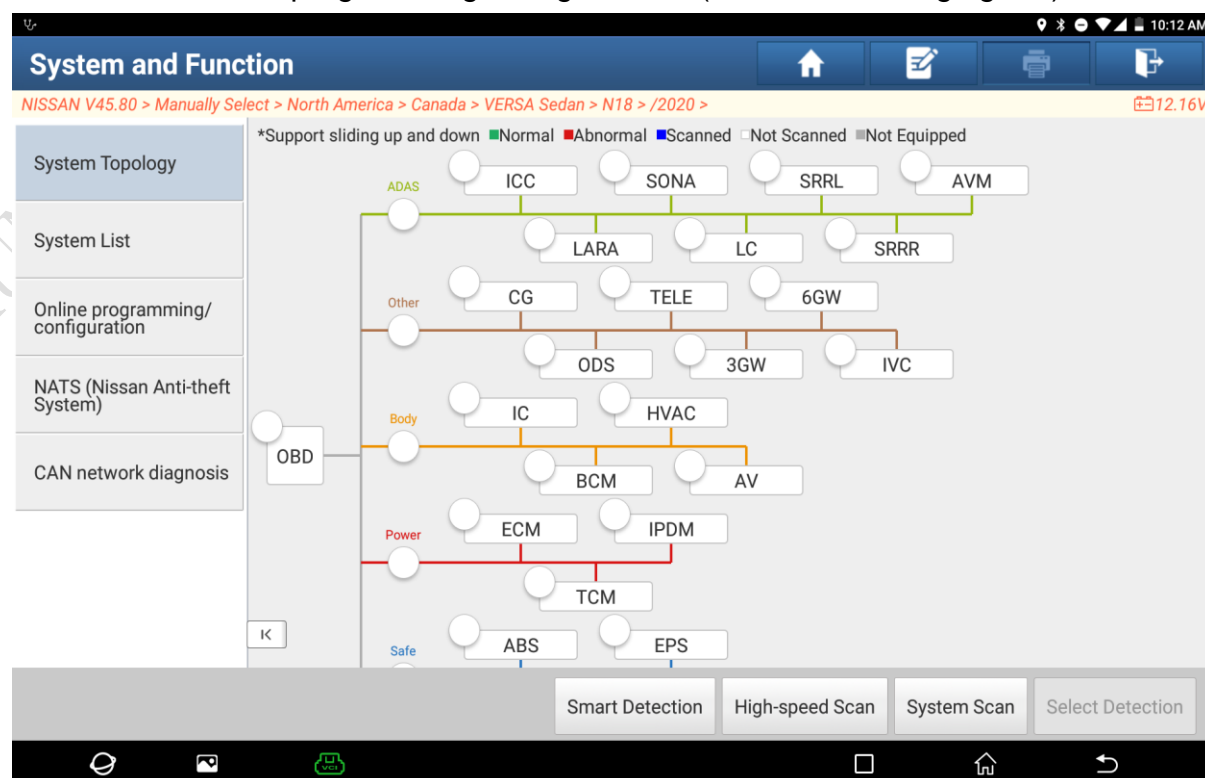 10:12 AM
System and Function
NISSAN V45.80 > Manually Select > North America > Canada > VERSA Sedan > N18 > /2020 >
12.16V
System Topology
System List
Online programming/
configuration
NATS (Nissan Anti-theft
System)
CAN network diagnosis
*Support sliding up and down Normal Abnormal Scanned Not Scanned Not Equipped
OBD
ADAS
ICC SONA SRRL AVM
LARA LC SRRR
Other
CG TELE 6GW
ODS 3GW IVC
Body
IC HVAC
BCM AV
Power
ECM IPDM
TCM
Safe
ABS EPS
Smart Detection High-speed Scan System Scan Select Detection
VCI